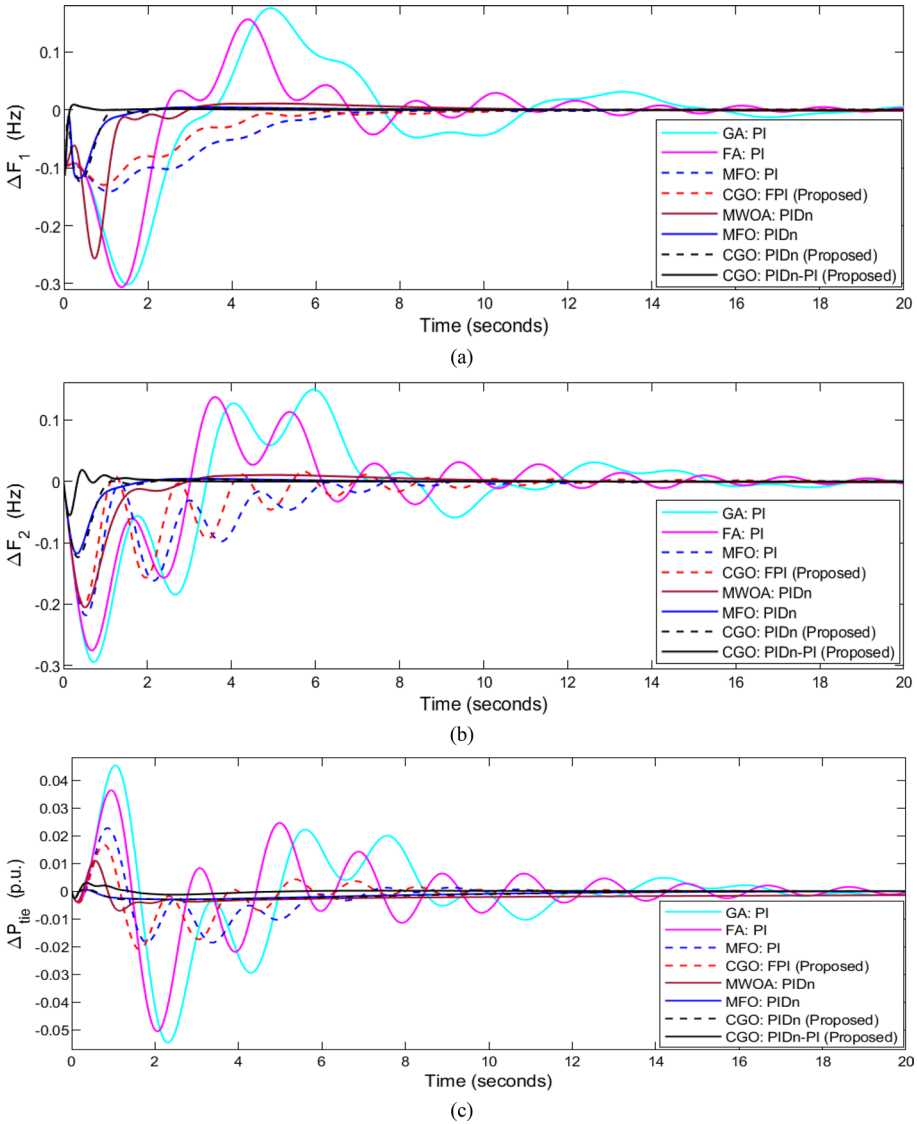 0.1
0
-0.1
-0.2
-0.3
ΔF1 (Hz)
GA: PI
FA: PI
MFO: PI
CGO: FPI (Proposed)
MWOA: PIDn
MFO: PIDn
CGO: PIDn (Proposed)
CGO: PIDn-PI (Proposed)
0 2 4 6 8 10 12 14 16 18 20
Time (seconds)
(a)
0.1
0
-0.1
-0.2
-0.3
ΔF2 (Hz)
GA: PI
FA: PI
MFO: PI
CGO: FPI (Proposed)
MWOA: PIDn
MFO: PIDn
CGO: PIDn (Proposed)
CGO: PIDn-PI (Proposed)
0 2 4 6 8 10 12 14 16 18 20
Time (seconds)
(b)
0.04
0.03
0.02
0.01
0
-0.01
-0.02
-0.03
-0.04
-0.05
ΔPtie (p.u.)
GA: PI
FA: PI
MFO: PI
CGO: FPI (Proposed)
MWOA: PIDn
MFO: PIDn
CGO: PIDn (Proposed)
CGO: PIDn-PI (Proposed)
0 2 4 6 8 10 12 14 16 18 20
Time (seconds)
(c)